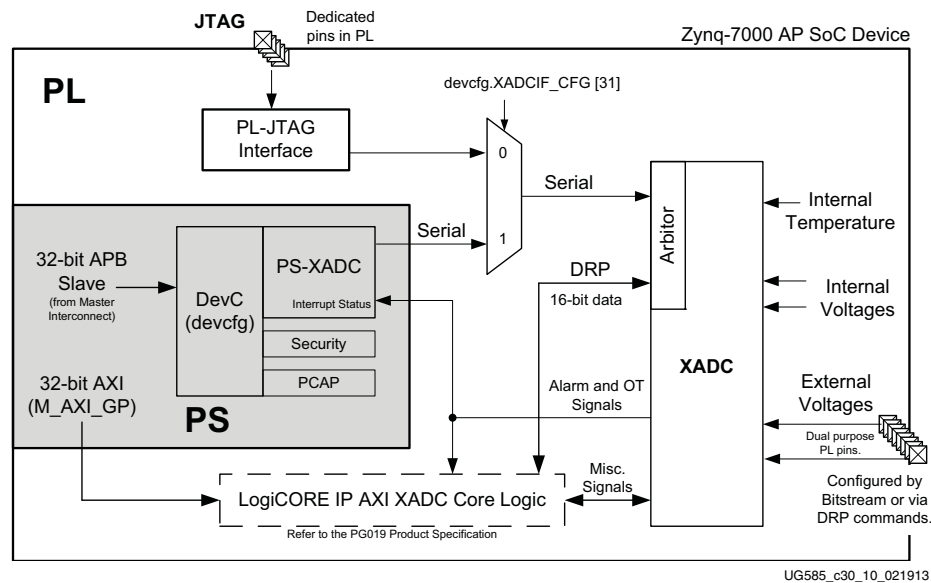 JTAG
Dedicated
pins in PL
Zynq-7000 AP SoC Device
PL
devcfg.XADCIF_CFG [31]
PL-JTAG
Interface
0
1
Serial
Serial
Arbitor
Internal
Temperature
32-bit APB
Slave
(from Master
Interconnect)
DevC
(devcfg)
PS-XADC
Interrupt Status
Security
PCAP
DRP
16-bit data
Internal
Voltages
XADC
32-bit AXI
(M_AXI_GP)
PS
Alarm and OT
Signals
External
Voltages
Dual purpose
PL pins.
Misc.
Signals
LogiCORE IP AXI XADC Core Logic
Refer to the PG019 Product Specification
Configured by
Bitstream or via
DRP commands.
UG585_c30_10_021913